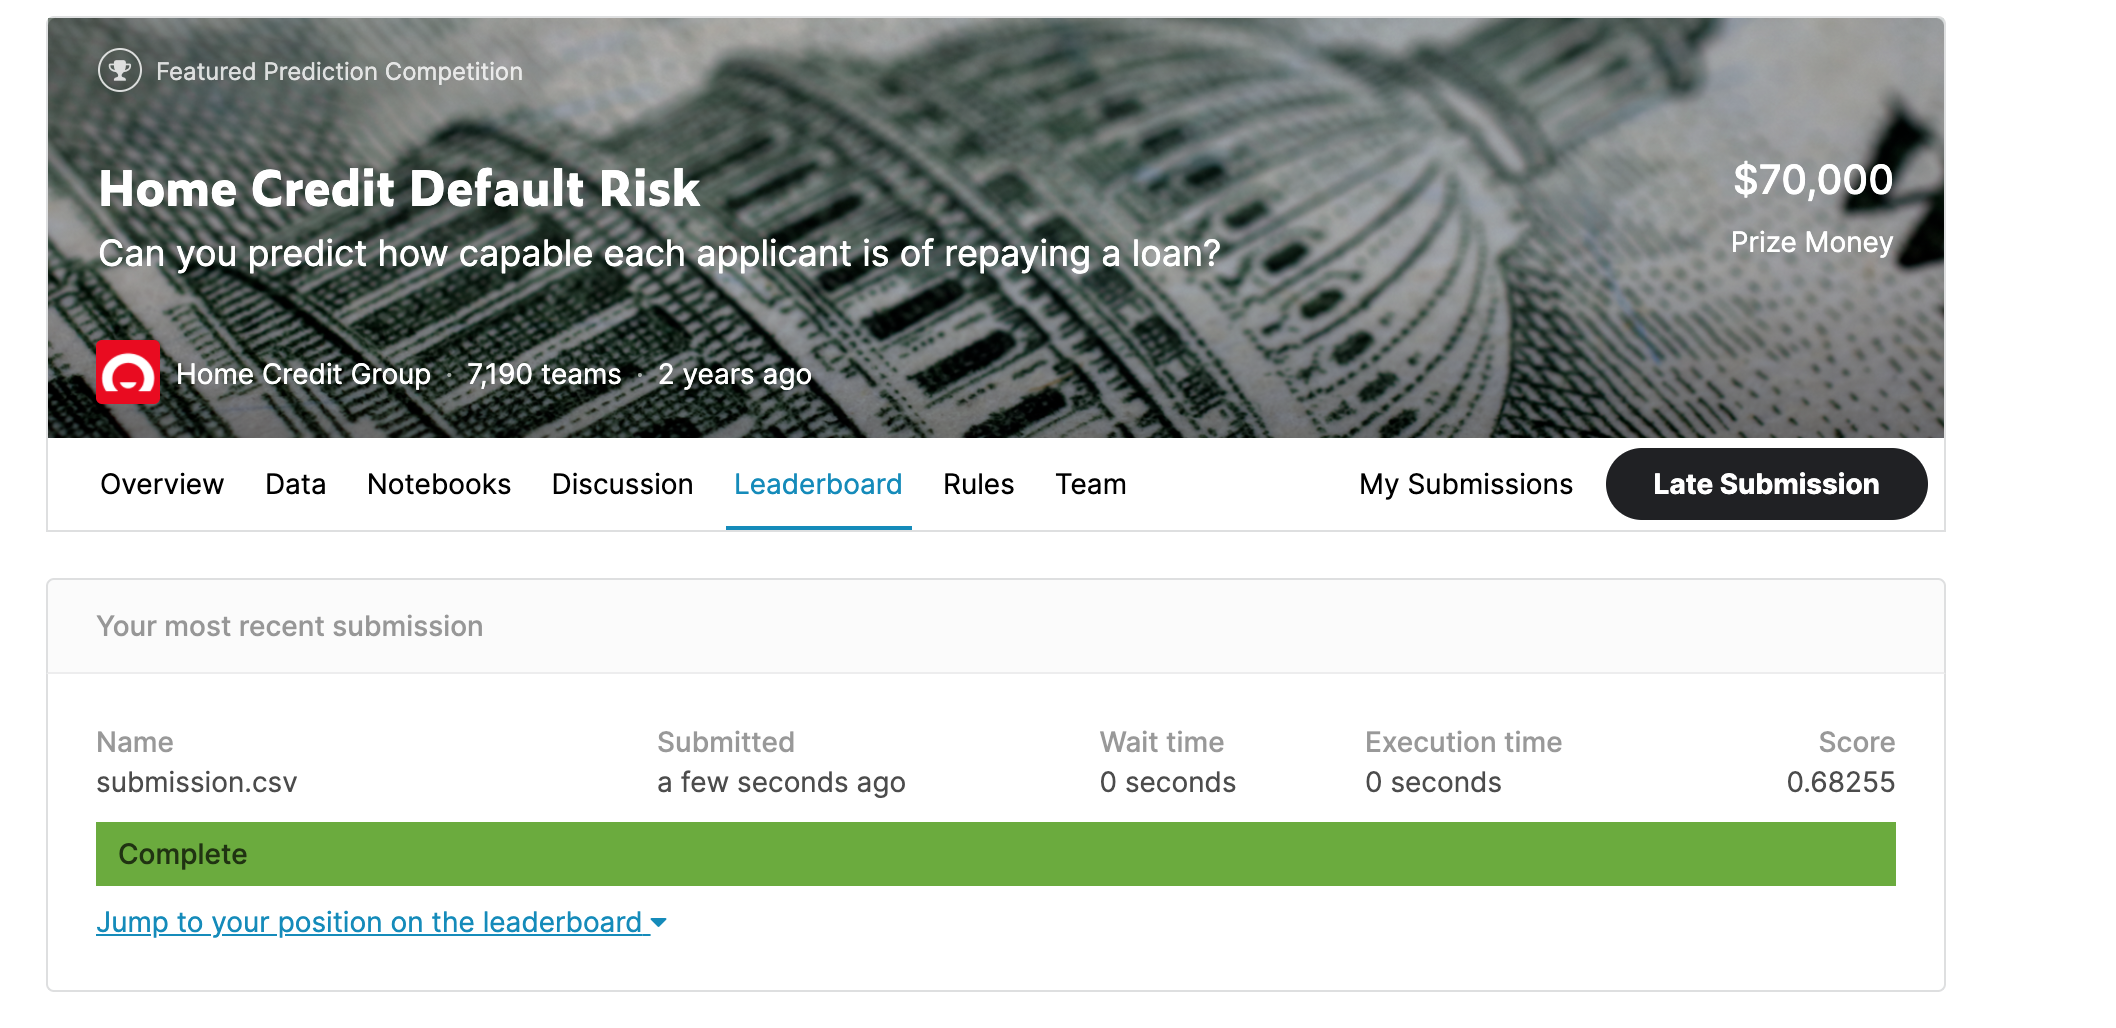 Featured Prediction Competition
Home Credit Default Risk
Can you predict how capable each applicant is of repaying a loan?
$70,000
Prize Money
Home Credit Group · 7,190 teams · 2 years ago
Overview Data Notebooks Discussion Leaderboard Rules Team My Submissions Late Submission
Your most recent submission
Name Submitted Wait time Execution time Score
submission.csv a few seconds ago 0 seconds 0 seconds 0.68255
Complete
Jump to your position on the leaderboard